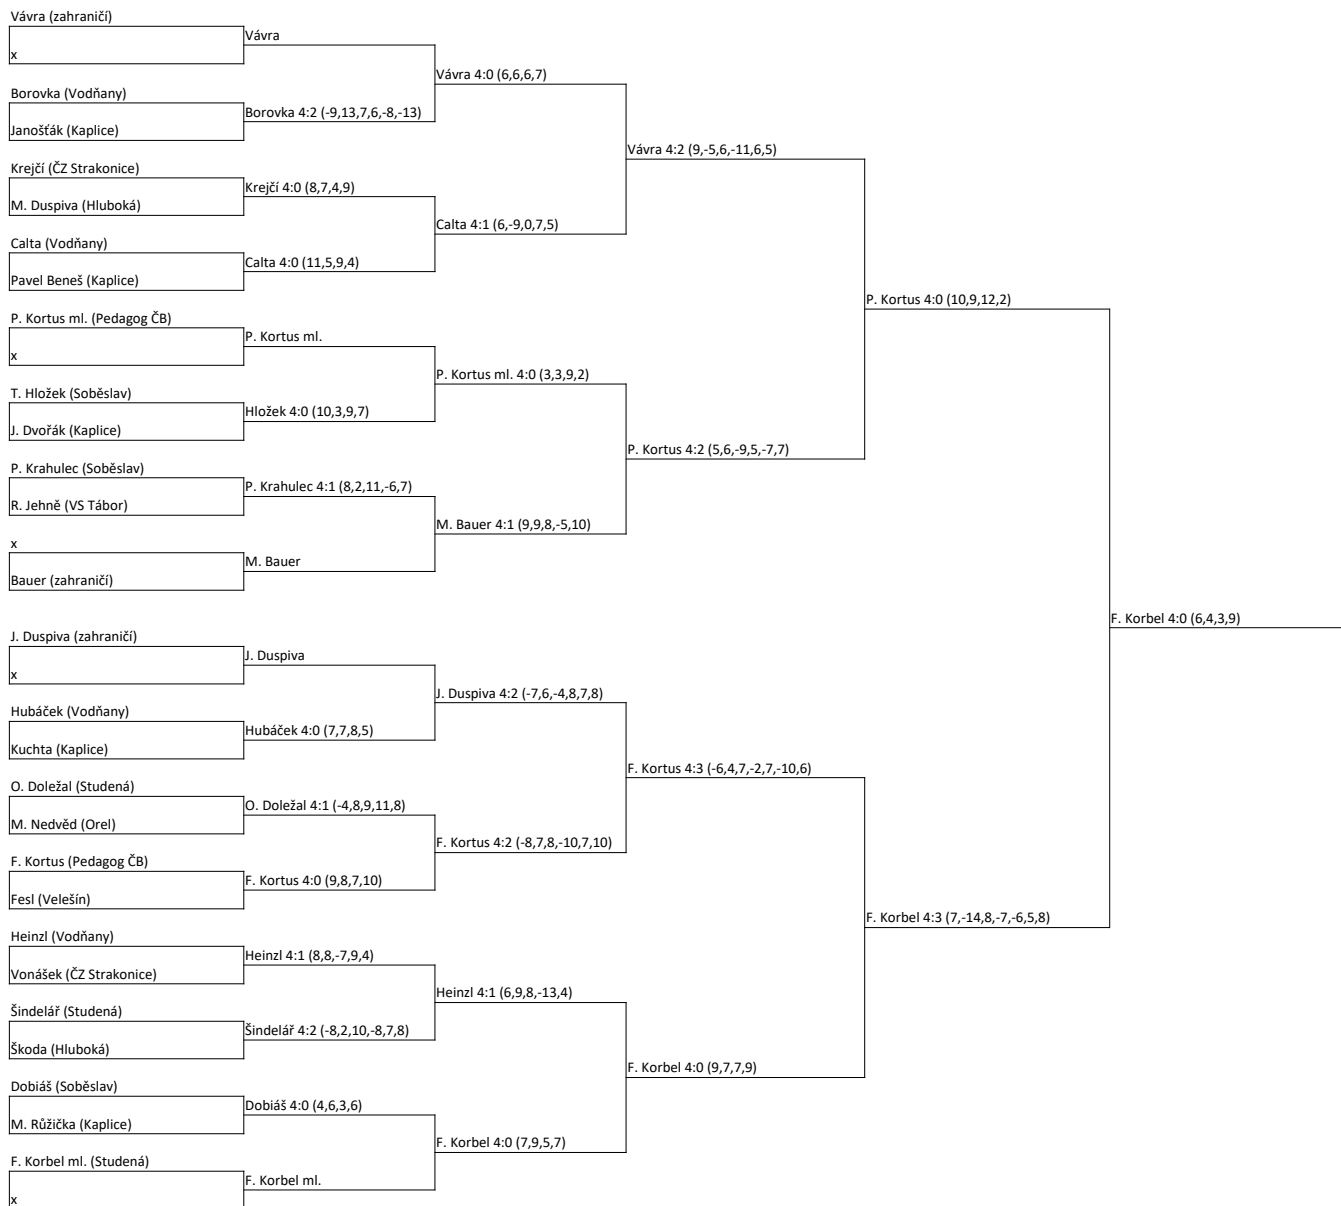 Vávra (zahraničí)
Vávra
x
Vávra 4:0 (6,6,6,7)
Borovka (Vodňany)
Borovka 4:2 (-9,13,7,6,-8,-13)
Janošťák (Kaplice)
Vávra 4:2 (9,-5,6,-11,6,5)
Krejčí (ČZ Strakonice)
Krejčí 4:0 (8,7,4,9)
M. Duspiva (Hluboká)
Calta 4:1 (6,-9,0,7,5)
Calta (Vodňany)
Calta 4:0 (11,5,9,4)
Pavel Beneš (Kaplice)
P. Kortus 4:0 (10,9,12,2)
P. Kortus ml. (Pedagog ČB)
P. Kortus ml.
x
P. Kortus ml. 4:0 (3,3,9,2)
T. Hložek (Soběslav)
Hložek 4:0 (10,3,9,7)
J. Dvořák (Kaplice)
P. Kortus 4:2 (5,6,-9,5,-7,7)
P. Krahulec (Soběslav)
P. Krahulec 4:1 (8,2,11,-6,7)
R. Jehně (VS Tábor)
M. Bauer 4:1 (9,9,8,-5,10)
x
M. Bauer
Bauer (zahraničí)
F. Korbel 4:0 (6,4,3,9)
J. Duspiva (zahraničí)
J. Duspiva
x
J. Duspiva 4:2 (-7,6,-4,8,7,8)
Hubáček (Vodňany)
Hubáček 4:0 (7,7,8,5)
Kuchta (Kaplice)
F. Kortus 4:3 (-6,4,7,-2,7,-10,6)
O. Doležal (Studená)
O. Doležal 4:1 (-4,8,9,11,8)
M. Nedvěd (Orel)
F. Kortus 4:2 (-8,7,8,-10,7,10)
F. Kortus (Pedagog ČB)
F. Kortus 4:0 (9,8,7,10)
Fesl (Velešín)
F. Korbel 4:3 (7,-14,8,-7,-6,5,8)
Heinzl (Vodňany)
Heinzl 4:1 (8,8,-7,9,4)
Vonášek (ČZ Strakonice)
Heinzl 4:1 (6,9,8,-13,4)
Šindelář (Studená)
Šindelář 4:2 (-8,2,10,-8,7,8)
Škoda (Hluboká)
F. Korbel 4:0 (9,7,7,9)
Dobiáš (Soběslav)
Dobiáš 4:0 (4,6,3,6)
M. Růžička (Kaplice)
F. Korbel 4:0 (7,9,5,7)
F. Korbel ml. (Studená)
F. Korbel ml.
x